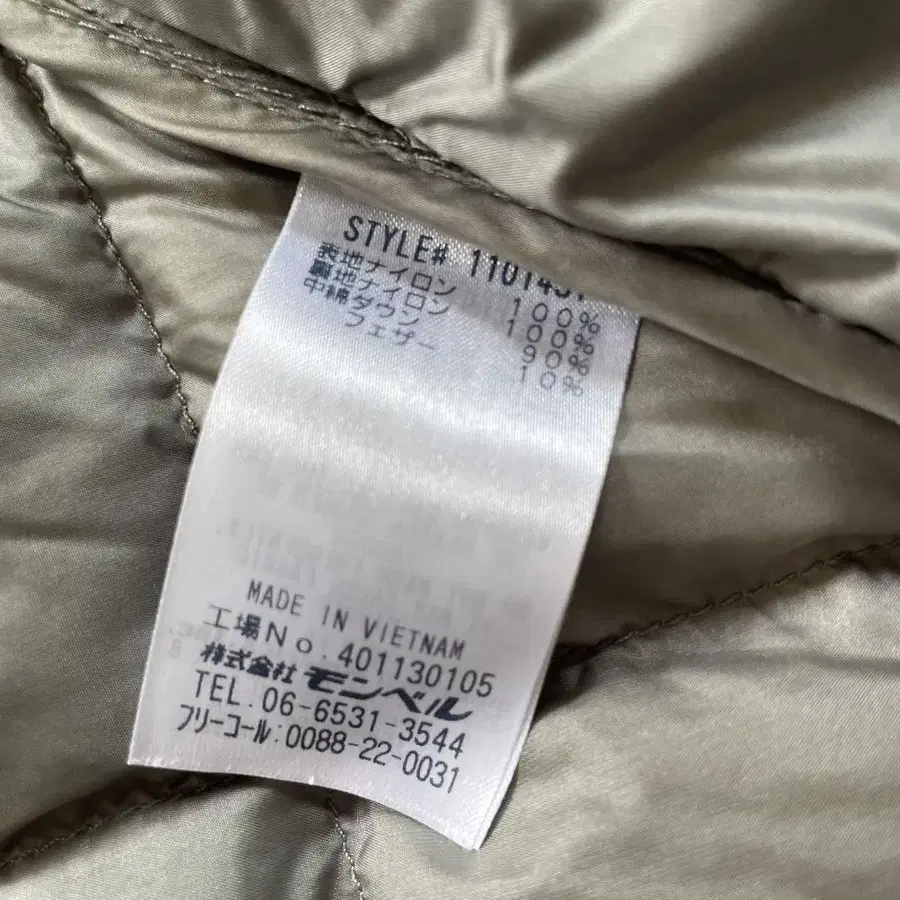 STYLE# 1101431
表地ナイロン 100%
裏地ナイロン 100%
中綿ダウン 90%
フェザー 10%
MADE IN VIETNAM
工場No.401130105
株式会社モンベル
TEL.06-6531-3544
フリーコール:0088-22-0031